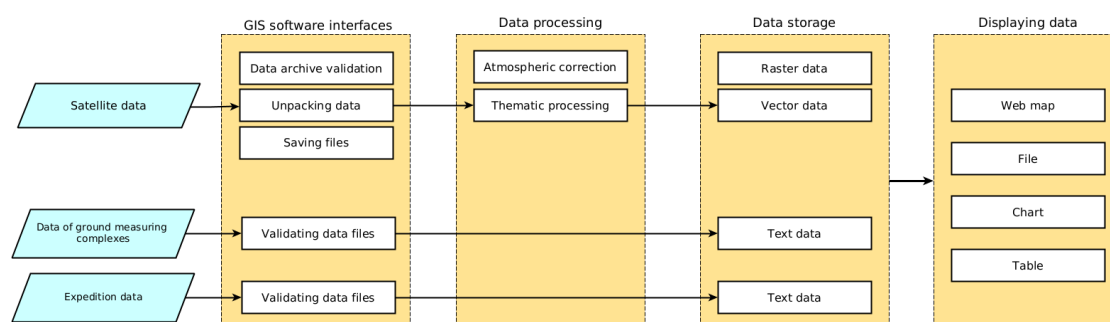 GIS software interfaces
Data processing
Data storage
Displaying data
Data archive validation
Atmospheric correction
Raster data
Satellite data
Unpacking data
Thematic processing
Vector data
Web map
Saving files
File
Chart
Data of ground measuring
complexes
Validating data files
Text data
Table
Expedition data
Validating data files
Text data